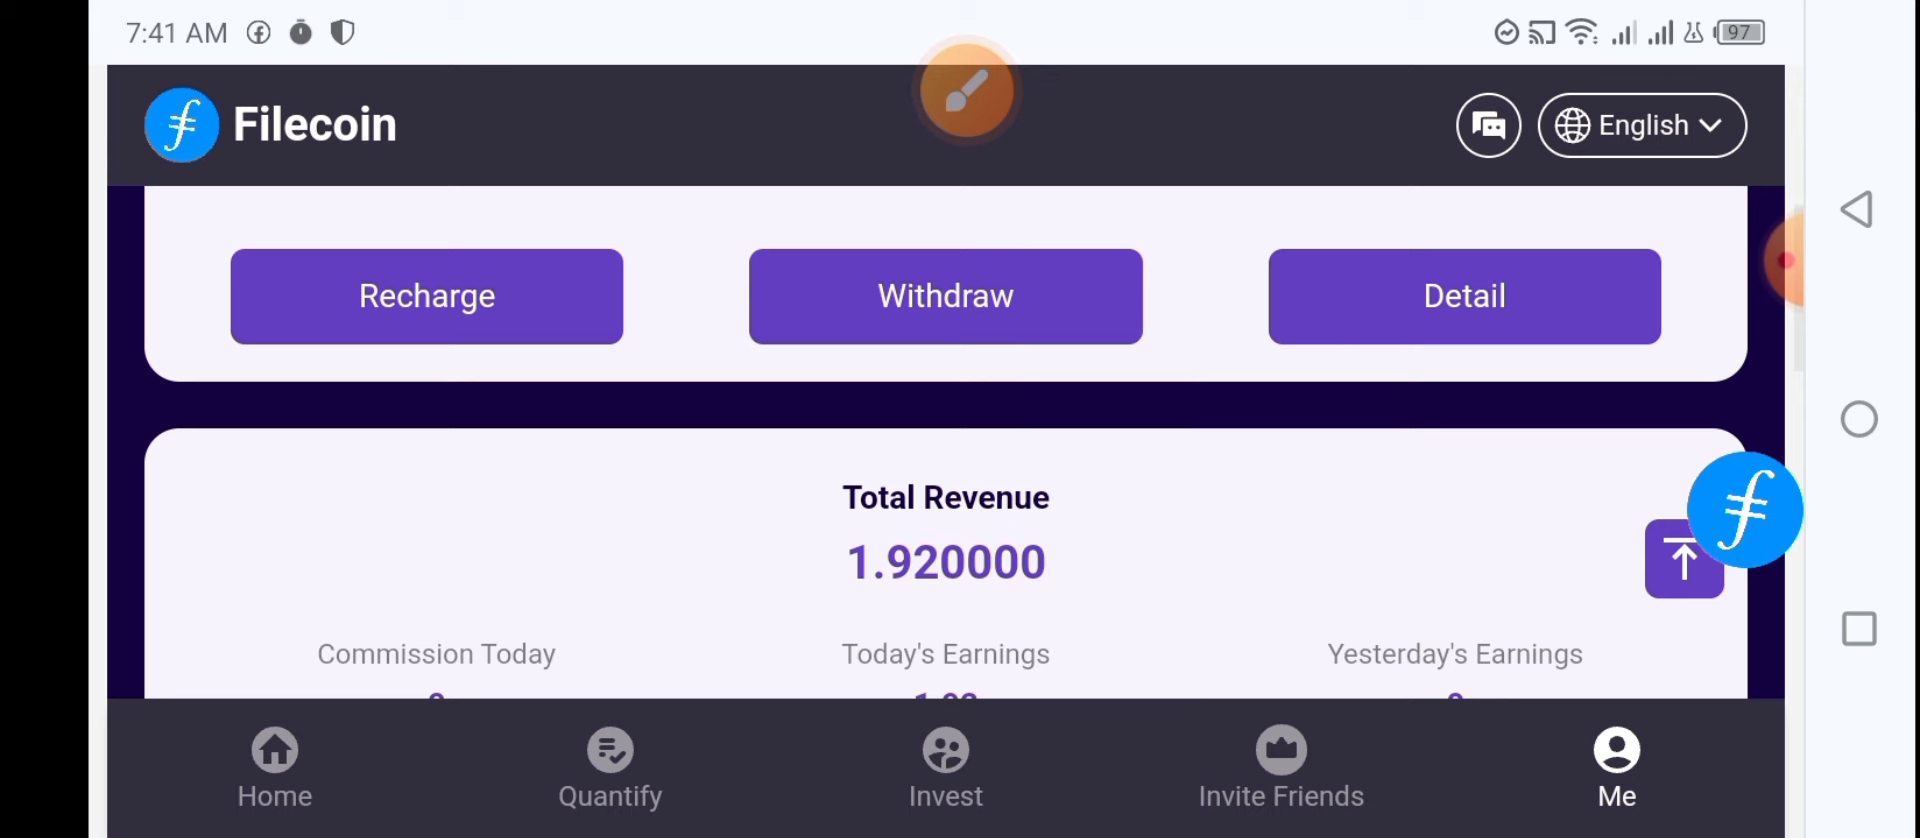 7:41 AM
97
Filecoin
English
Recharge
Withdraw
Detail
Total Revenue
1.920000
Commission Today
Today's Earnings
Yesterday's Earnings
Home
Quantify
Invest
Invite Friends
Me